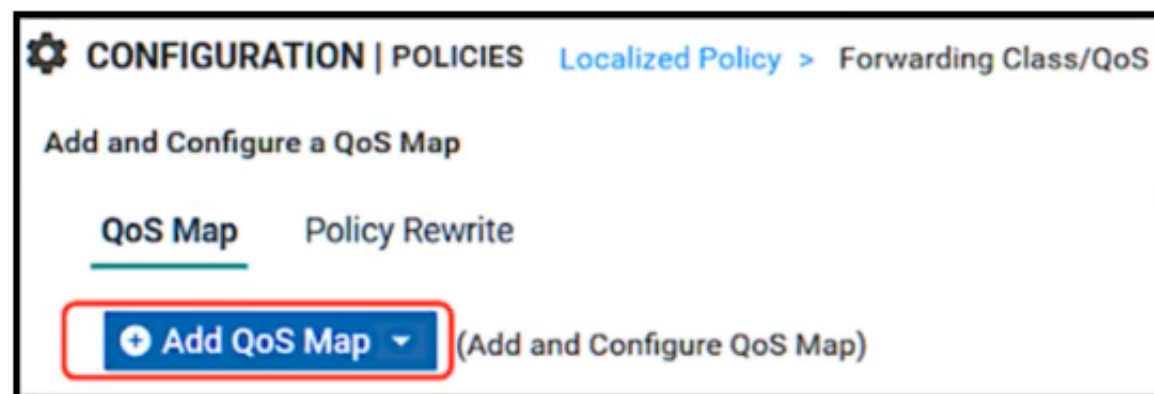 CONFIGURATION | POLICIES Localized Policy > Forwarding Class/QoS
Add and Configure a QoS Map
QoS Map Policy Rewrite
Add QoS Map (Add and Configure QoS Map)